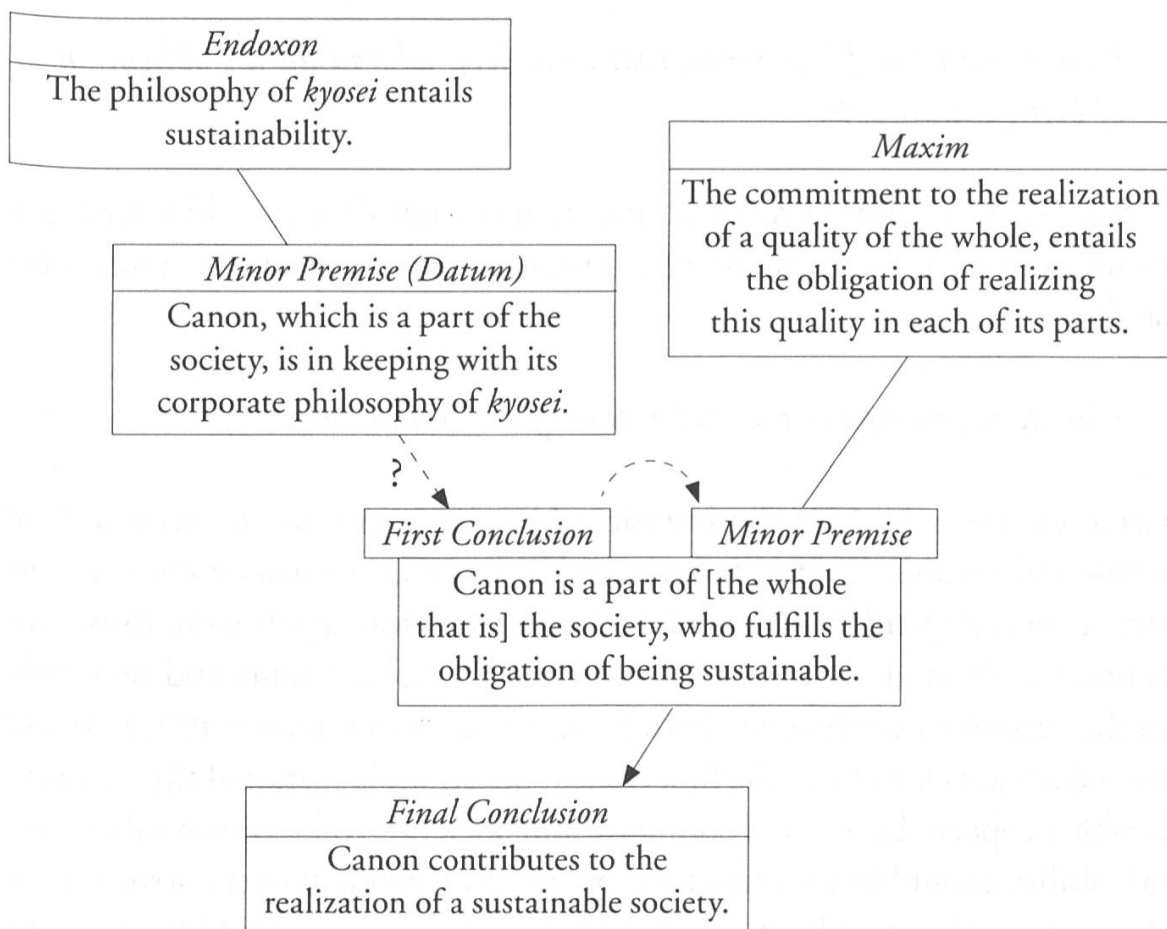 Endoxon
The philosophy of kyosei entails
sustainability.
Maxim
The commitment to the realization
of a quality of the whole, entails
the obligation of realizing
this quality in each of its parts.
Minor Premise (Datum)
Canon, which is a part of the
society, is in keeping with its
corporate philosophy of kyosei.
?
First Conclusion
Minor Premise
Canon is a part of [the whole
that is] the society, who fulfills the
obligation of being sustainable.
Final Conclusion
Canon contributes to the
realization of a sustainable society.